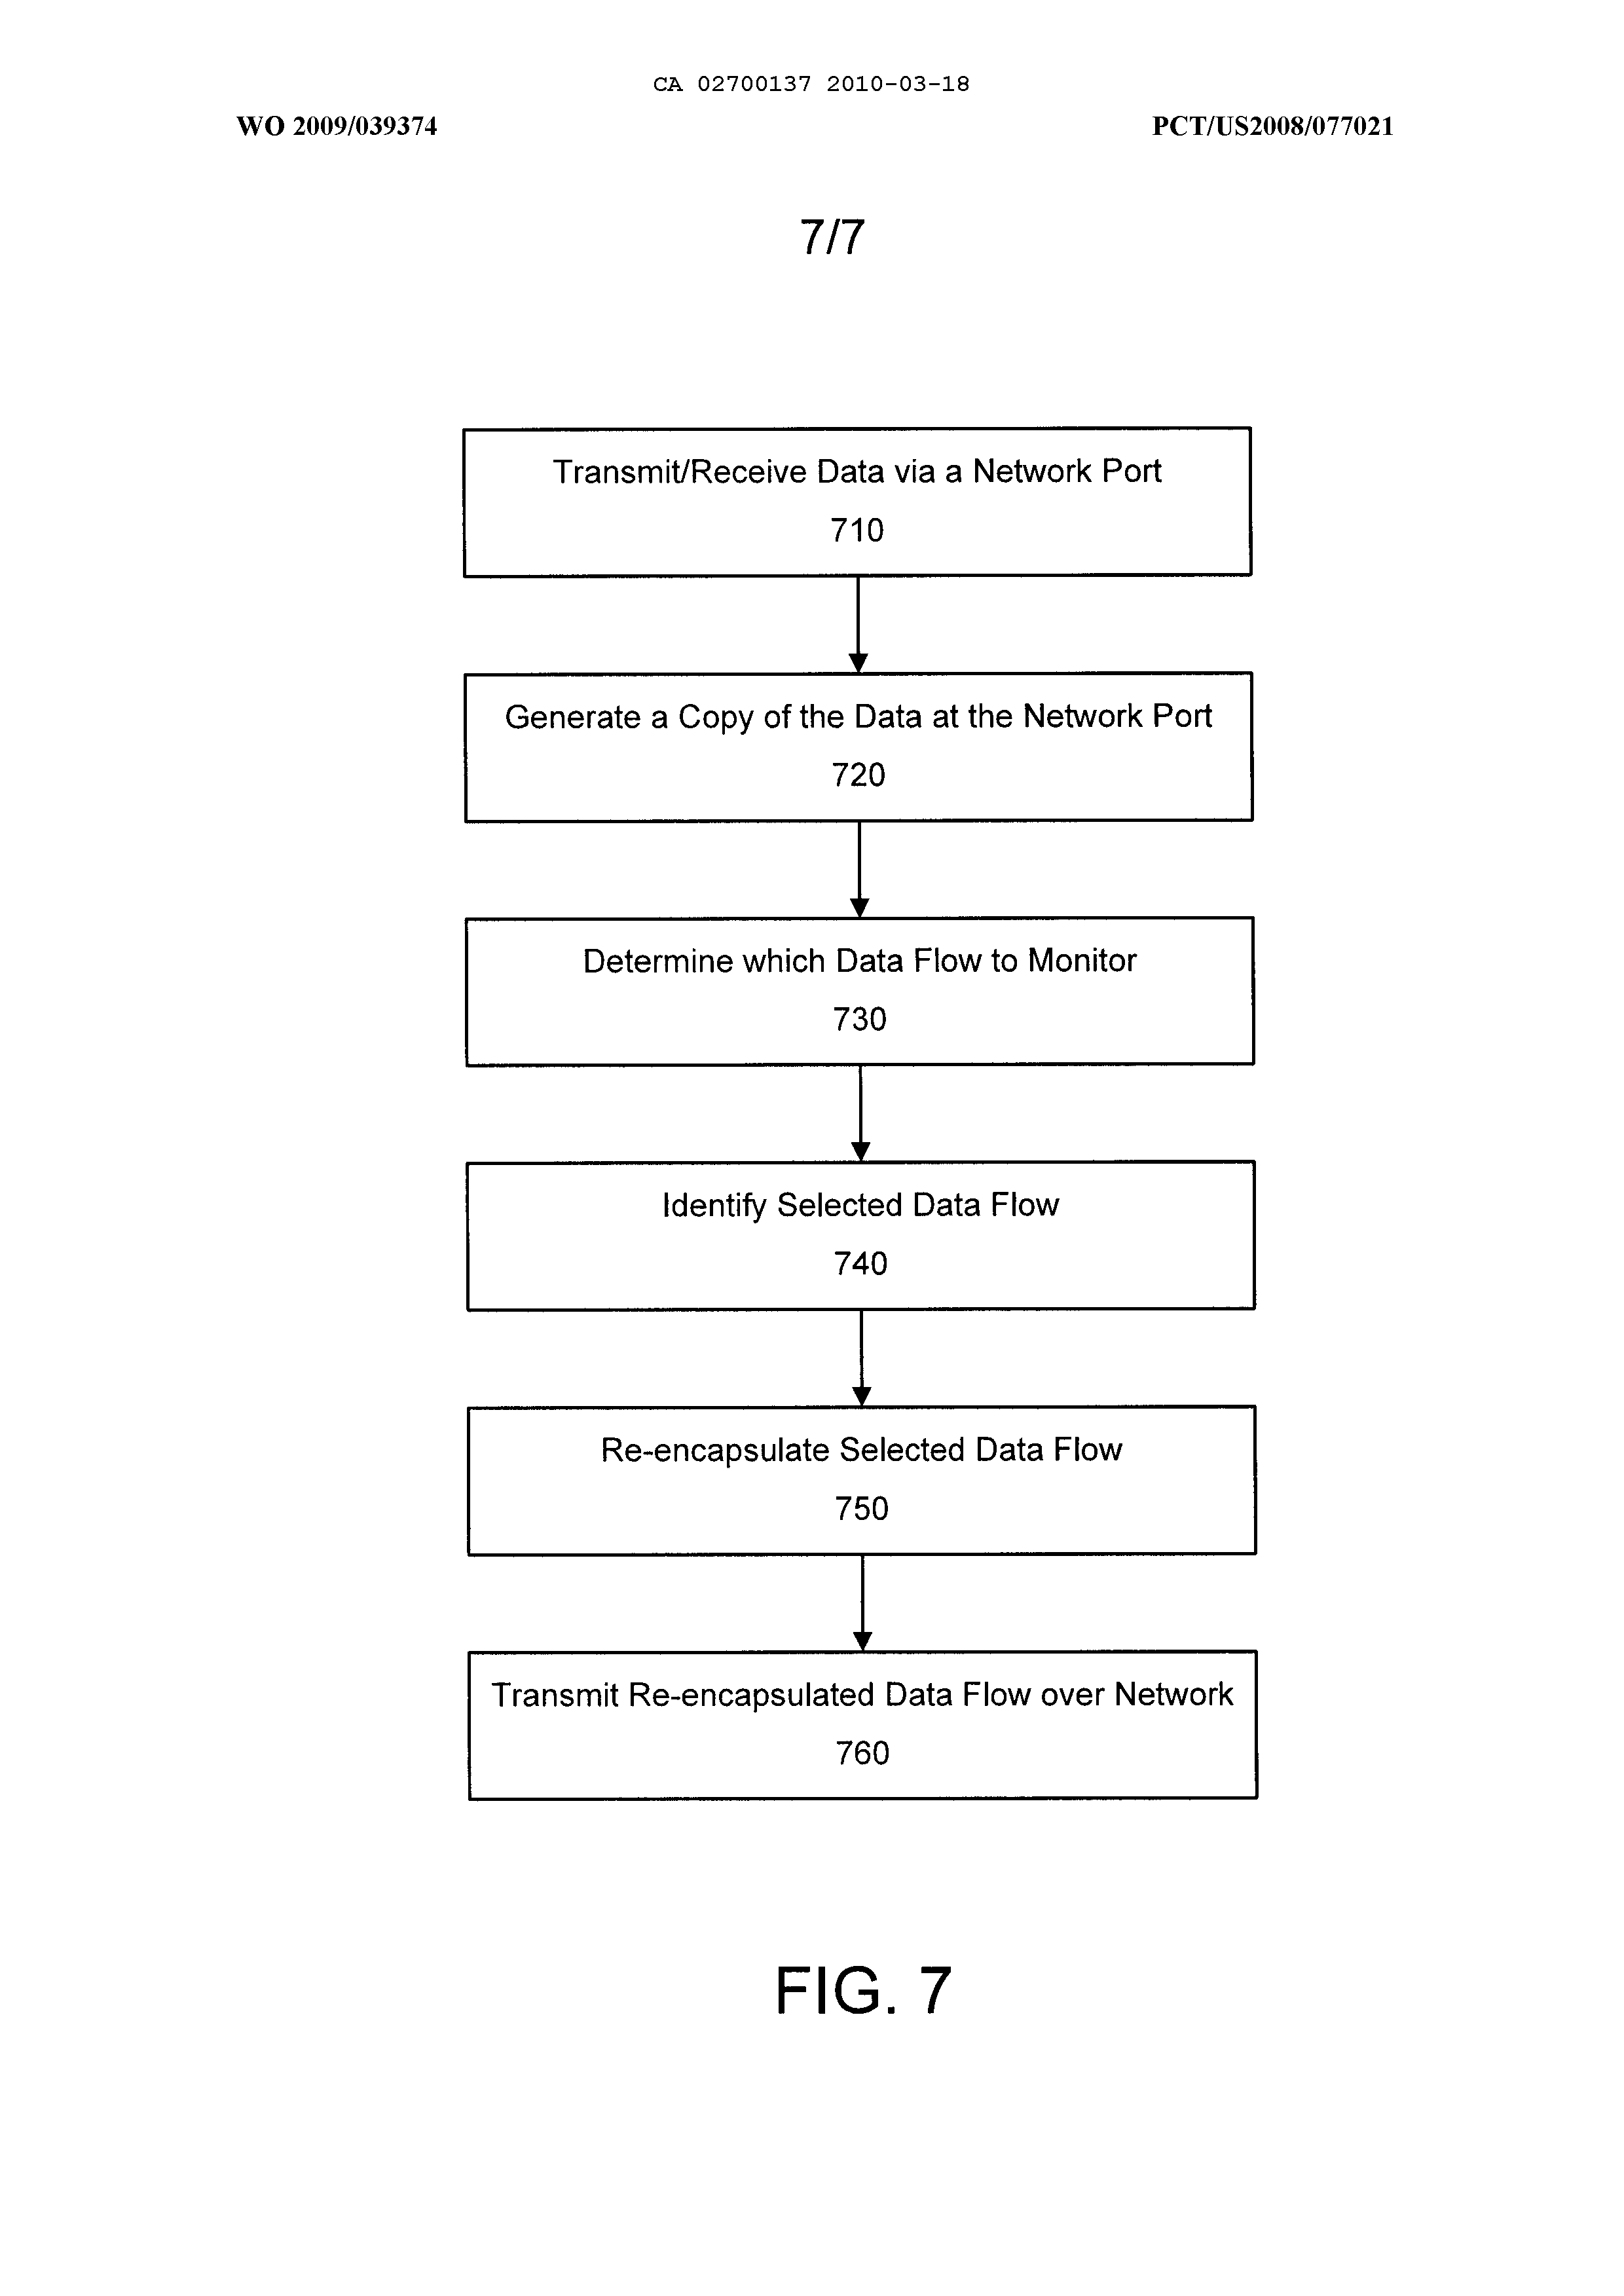 CA 02700137 2010-03-18
WO 2009/039374
PCT/US2008/077021
7/7
Transmit/Receive Data via a Network Port
710
Generate a Copy of the Data at the Network Port
720
Determine which Data Flow to Monitor
730
Identify Selected Data Flow
740
Re-encapsulate Selected Data Flow
750
Transmit Re-encapsulated Data Flow over Network
760
FIG. 7